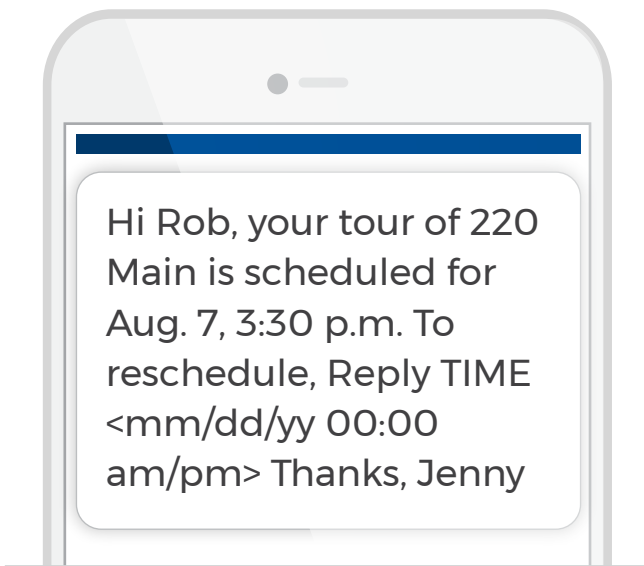 Hi Rob, your tour of 220
Main is scheduled for
Aug. 7, 3:30 p.m. To
reschedule, Reply TIME
<mm/dd/yy 00:00
am/pm> Thanks, Jenny